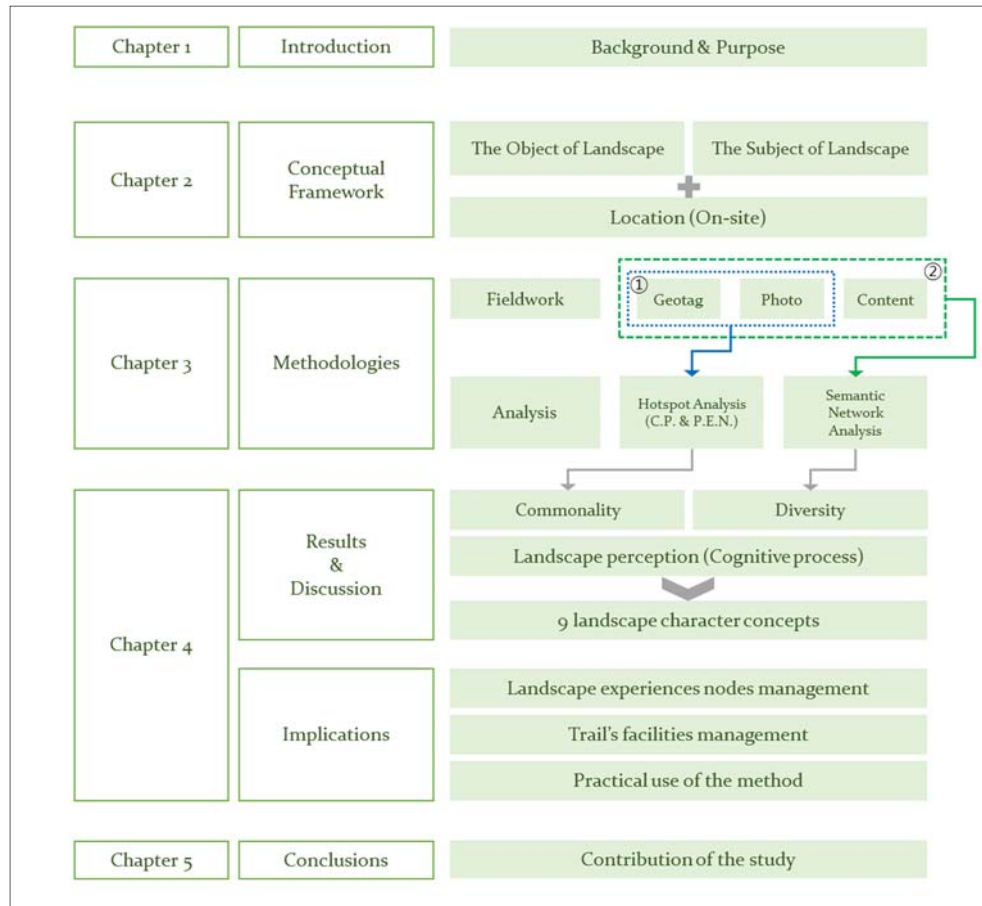 Chapter 1
Introduction
Background & Purpose
Chapter 2
Conceptual
Framework
The Object of Landscape
The Subject of Landscape
Location (On-site)
Chapter 3
Methodologies
Fieldwork
①
Geotag
Photo
Content
②
Analysis
Hotspot Analysis
(C.P. & P.E.N.)
Semantic
Network
Analysis
Chapter 4
Results
&
Discussion
Commonality
Diversity
Landscape perception (Cognitive process)
9 landscape character concepts
Implications
Landscape experiences nodes management
Trail's facilities management
Practical use of the method
Chapter 5
Conclusions
Contribution of the study